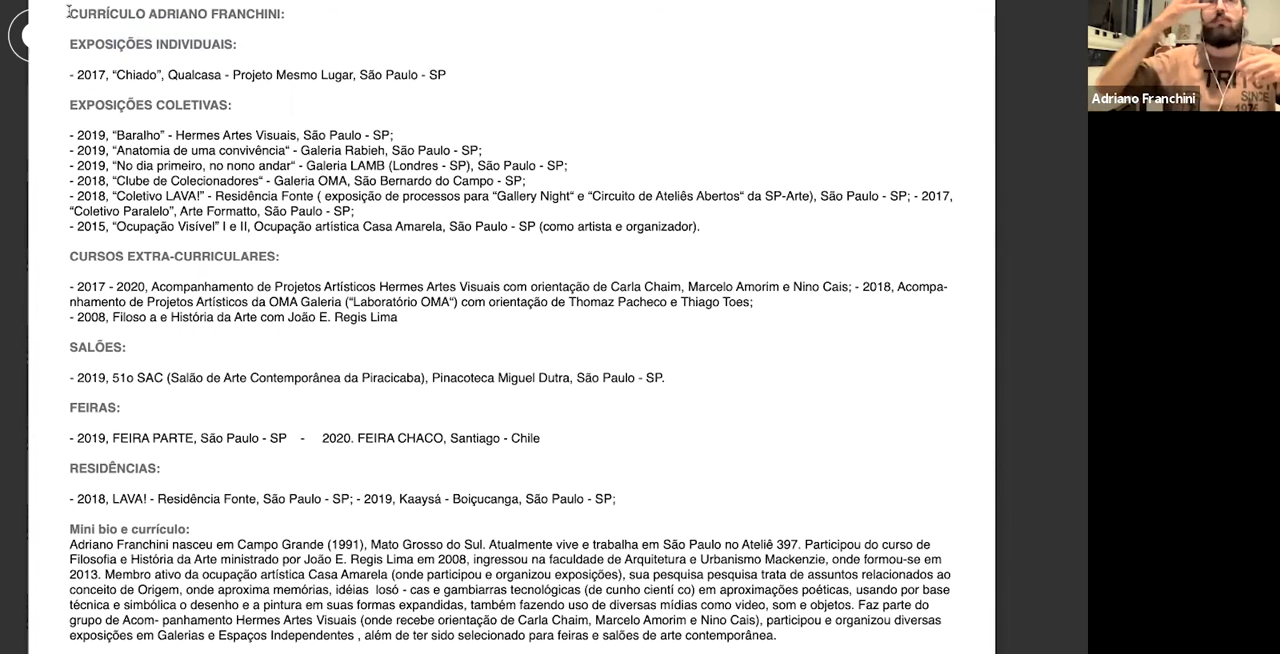 CURRÍCULO ADRIANO FRANCHINI:
EXPOSIÇÕES INDIVIDUAIS:
- 2017, “Chiado”, Qualcasa - Projeto Mesmo Lugar, São Paulo - SP
EXPOSIÇÕES COLETIVAS:
- 2019, “Baralho” - Hermes Artes Visuais, São Paulo - SP;
- 2019, “Anatomia de uma convivência“ - Galeria Rabieh, São Paulo - SP;
- 2019, “No dia primeiro, no nono andar“ - Galeria LAMB (Londres - SP), São Paulo - SP;
- 2018, “Clube de Colecionadores“ - Galeria OMA, São Bernardo do Campo - SP;
- 2018, “Coletivo LAVA!” - Residência Fonte ( exposição de processos para “Gallery Night“ e “Circuito de Ateliês Abertos“ da SP-Arte), São Paulo - SP; - 2017,
“Coletivo Paralelo”, Arte Formatto, São Paulo - SP;
- 2015, “Ocupação Visível” I e II, Ocupação artística Casa Amarela, São Paulo - SP (como artista e organizador).
CURSOS EXTRA-CURRICULARES:
- 2017 - 2020, Acompanhamento de Projetos Artísticos Hermes Artes Visuais com orientação de Carla Chaim, Marcelo Amorim e Nino Cais; - 2018, Acompa-
nhamento de Projetos Artísticos da OMA Galeria (“Laboratório OMA“) com orientação de Thomaz Pacheco e Thiago Toes;
- 2008, Filoso a e História da Arte com João E. Regis Lima
SALÕES:
- 2019, 51o SAC (Salão de Arte Contemporânea da Piracicaba), Pinacoteca Miguel Dutra, São Paulo - SP.
FEIRAS:
- 2019, FEIRA PARTE, São Paulo - SP - 2020. FEIRA CHACO, Santiago - Chile
RESIDÊNCIAS:
- 2018, LAVA! - Residência Fonte, São Paulo - SP; - 2019, Kaaysá - Boiçucanga, São Paulo - SP;
Mini bio e currículo:
Adriano Franchini nasceu em Campo Grande (1991), Mato Grosso do Sul. Atualmente vive e trabalha em São Paulo no Ateliê 397. Participou do curso de
Filosofia e História da Arte ministrado por João E. Regis Lima em 2008, ingressou na faculdade de Arquitetura e Urbanismo Mackenzie, onde formou-se em
2013. Membro ativo da ocupação artística Casa Amarela (onde participou e organizou exposições), sua pesquisa pesquisa trata de assuntos relacionados ao
conceito de Origem, onde aproxima memórias, idéias losó - cas e gambiarras tecnológicas (de cunho cientí co) em aproximações poéticas, usando por base
técnica e simbólica o desenho e a pintura em suas formas expandidas, também fazendo uso de diversas mídias como video, som e objetos. Faz parte do
grupo de Acom- panhamento Hermes Artes Visuais (onde recebe orientação de Carla Chaim, Marcelo Amorim e Nino Cais), participou e organizou diversas
exposições em Galerias e Espaços Independentes , além de ter sido selecionado para feiras e salões de arte contemporânea.
SINCE
1975
Adriano Franchini